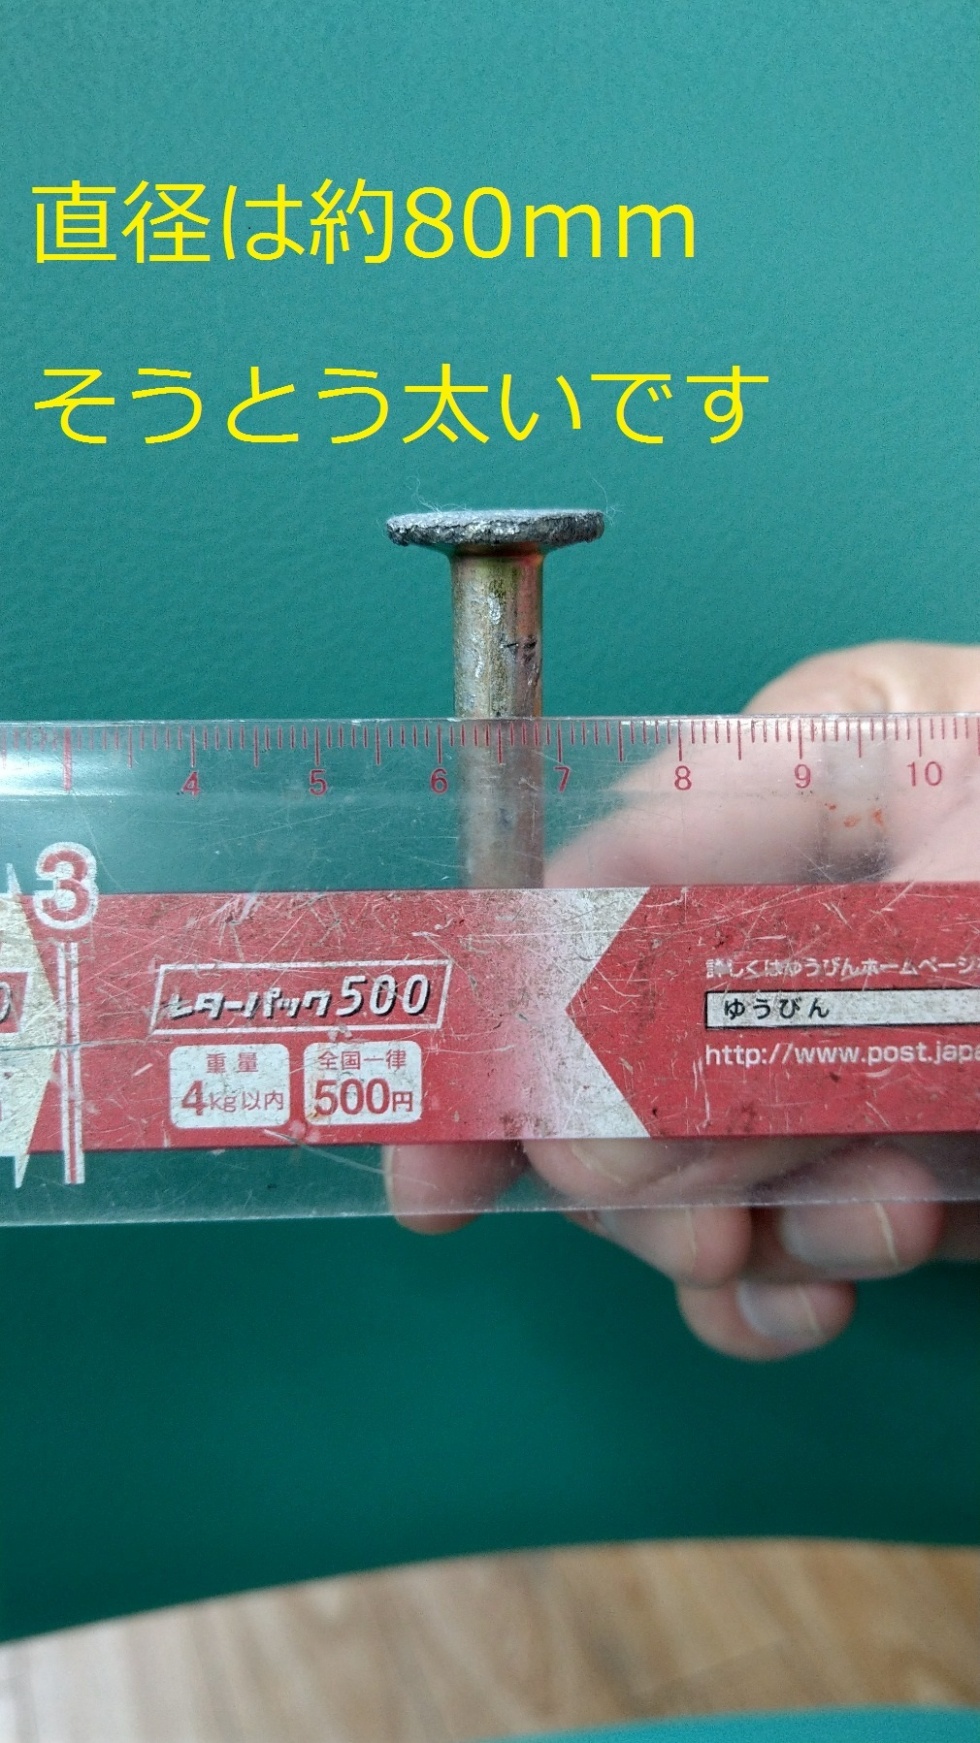 直径は約80mm
そうとう太いです
4 5 6 7 8 9 10
3
ターパック500
重量
4kg以内
全国一律
500円
詳しくはゆうびんホームページ
ゆうびん
http://www.post.jap